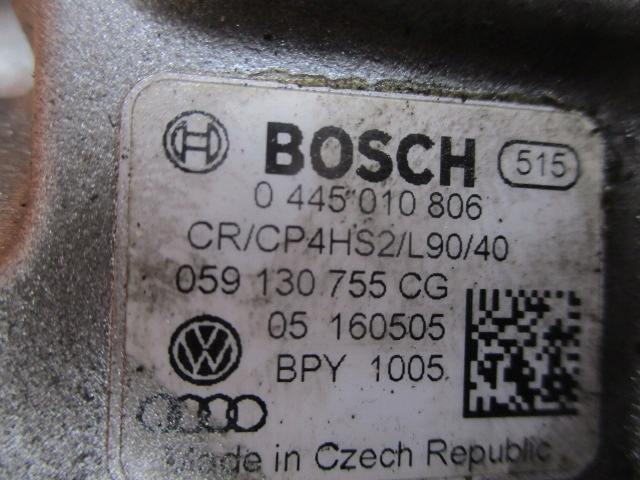 BOSCH 515
0 445 010 806
CR/CP4HS2/L90/40
059 130 755 CG
05 160505
BPY 1005
Made in Czech Republic